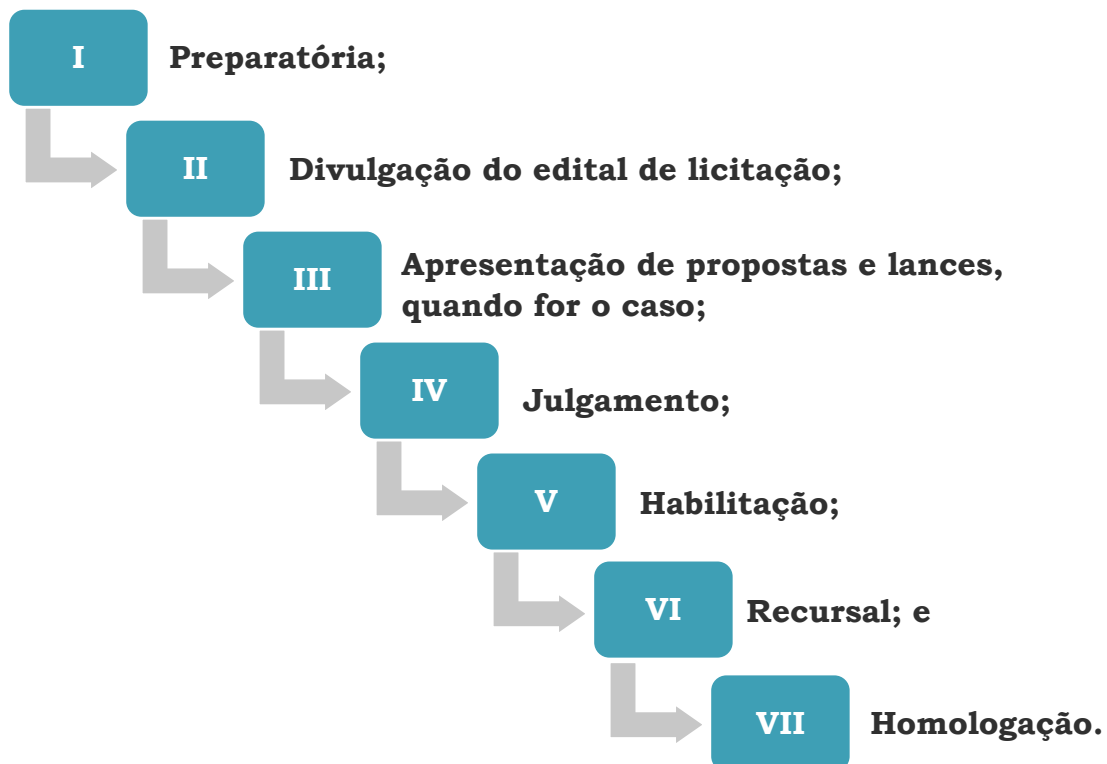 I
Preparatória;
II
Divulgação do edital de licitação;
III
Apresentação de propostas e lances,
quando for o caso;
IV
Julgamento;
V
Habilitação;
VI
Recursal; e
VII
Homologação.